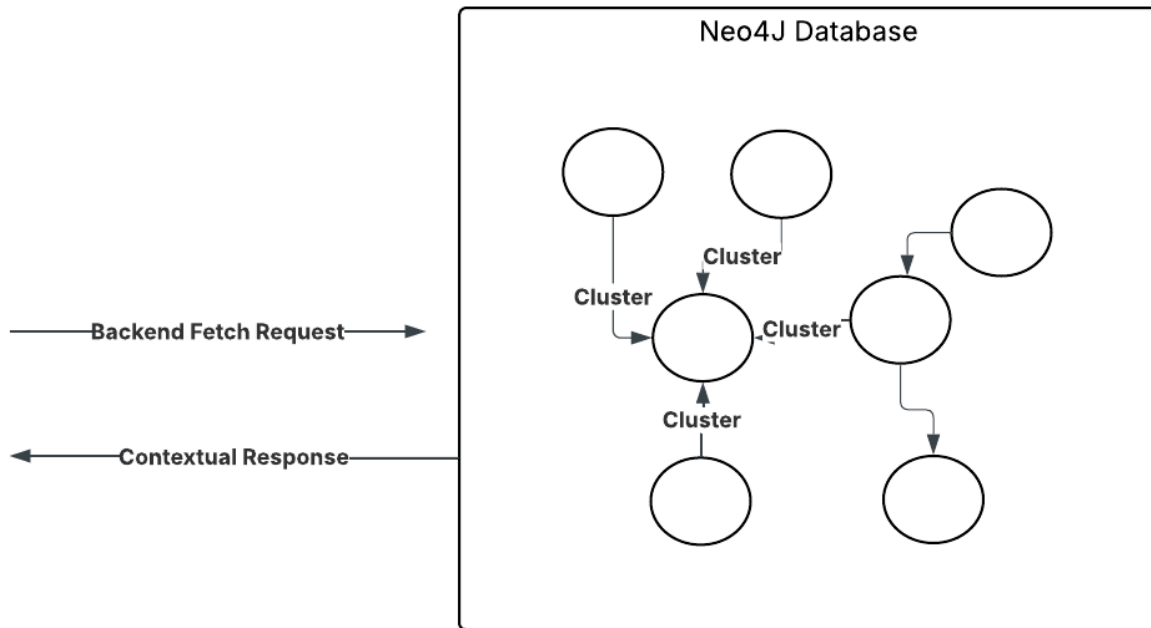 Neo4J Database
Cluster
Cluster
Cluster
Backend Fetch Request
Cluster
Contextual Response